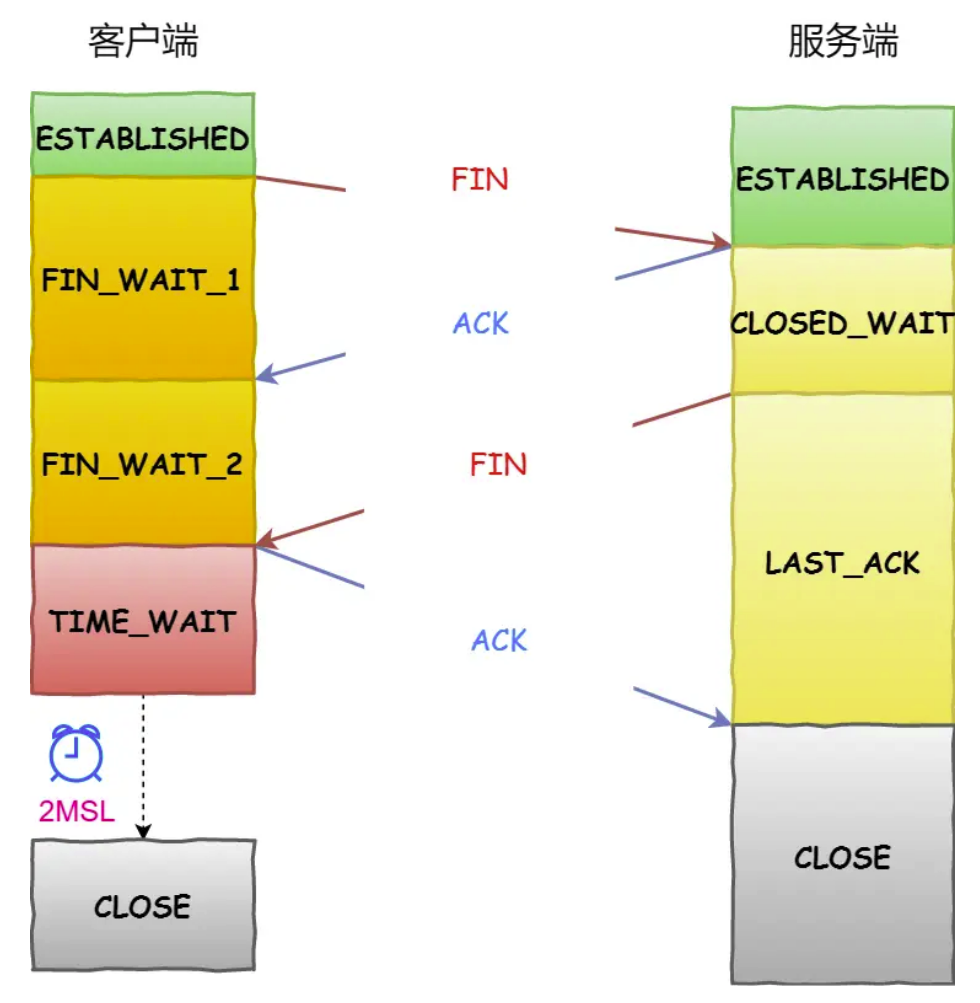 客户端
服务端
ESTABLISHED
FIN
ESTABLISHED
FIN_WAIT_1
ACK
CLOSED_WAIT
FIN_WAIT_2
FIN
LAST_ACK
TIME_WAIT
ACK
2MSL
CLOSE
CLOSE